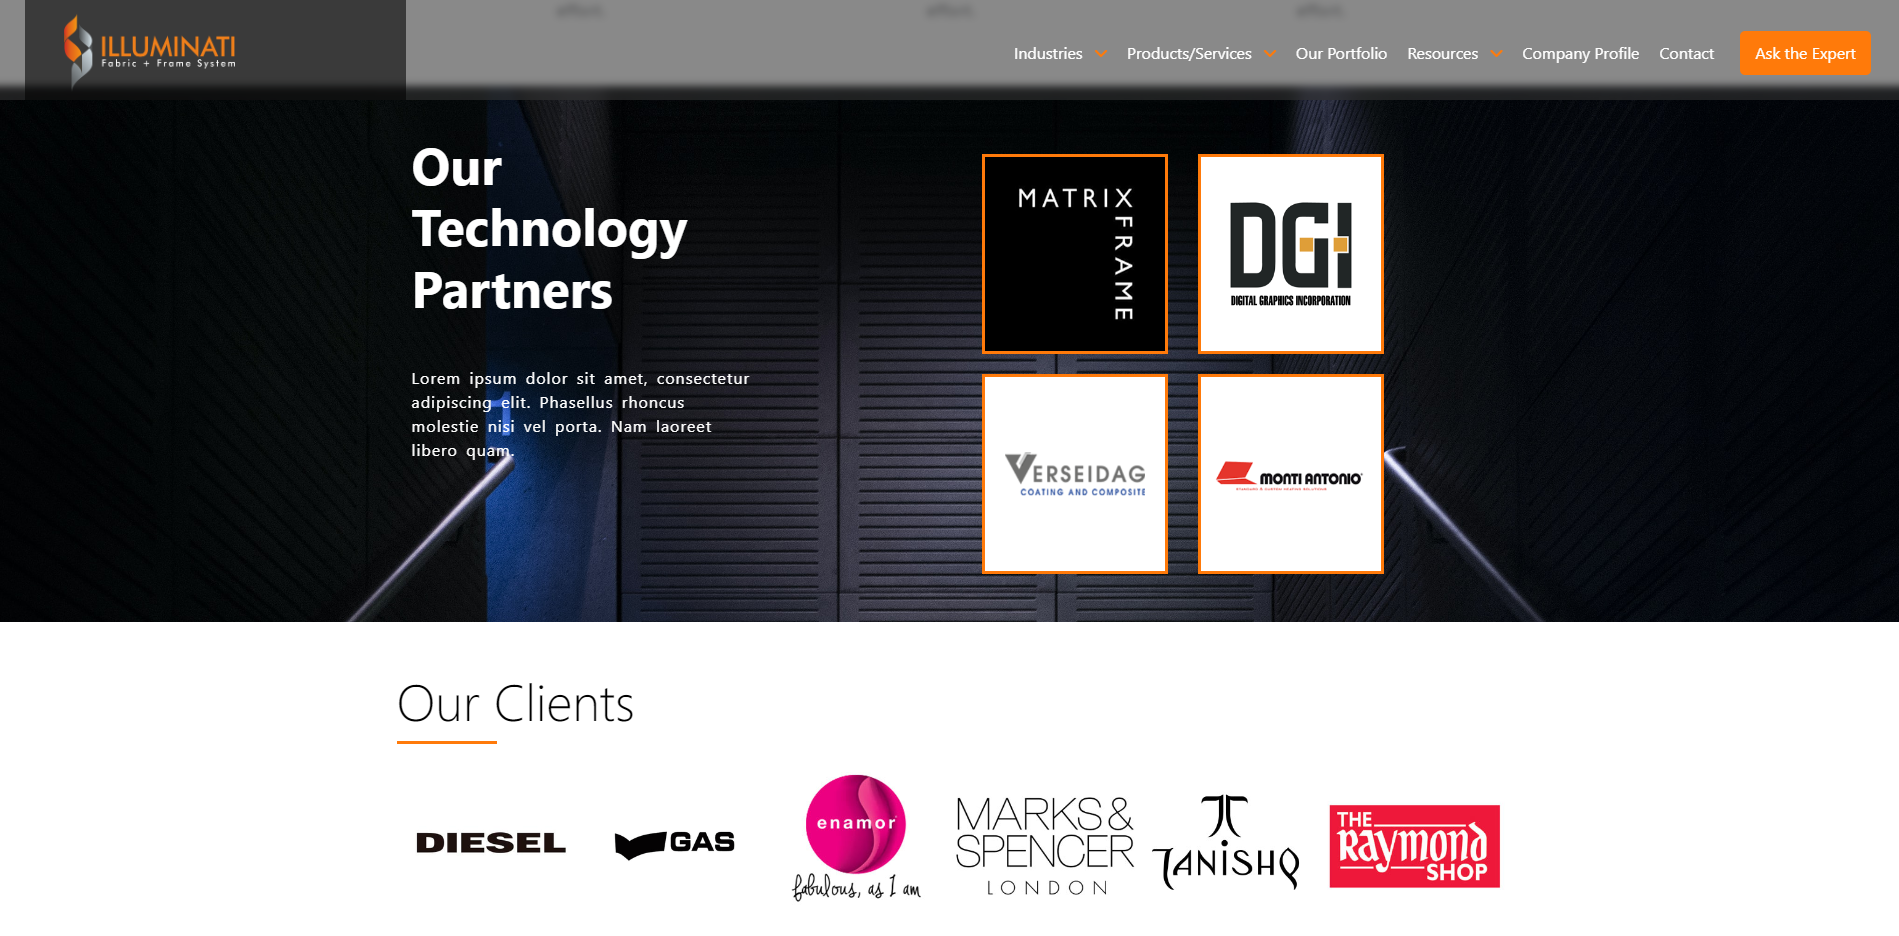 ILLUMINATI
Fabric + Frame System
Industries
Products/Services
Our Portfolio
Resources
Company Profile
Contact
Ask the Expert
Our
Technology
Partners
Lorem ipsum dolor sit amet, consectetur
adipiscing elit. Phasellus rhoncus
molestie nisi vel porta. Nam laoreet
libero quam.
1
MATRIX
FRAME
DGI
DIGITAL GRAPHICS INCORPORATION
VERSEIDAG
COATING AND COMPOSITE
MONTI ANTONIO
Our Clients
DIESEL
GAS
enamor
fabulous, as I am
MARKS &
SPENCER
LONDON
TANISHQ
THE
Raymond
SHOP